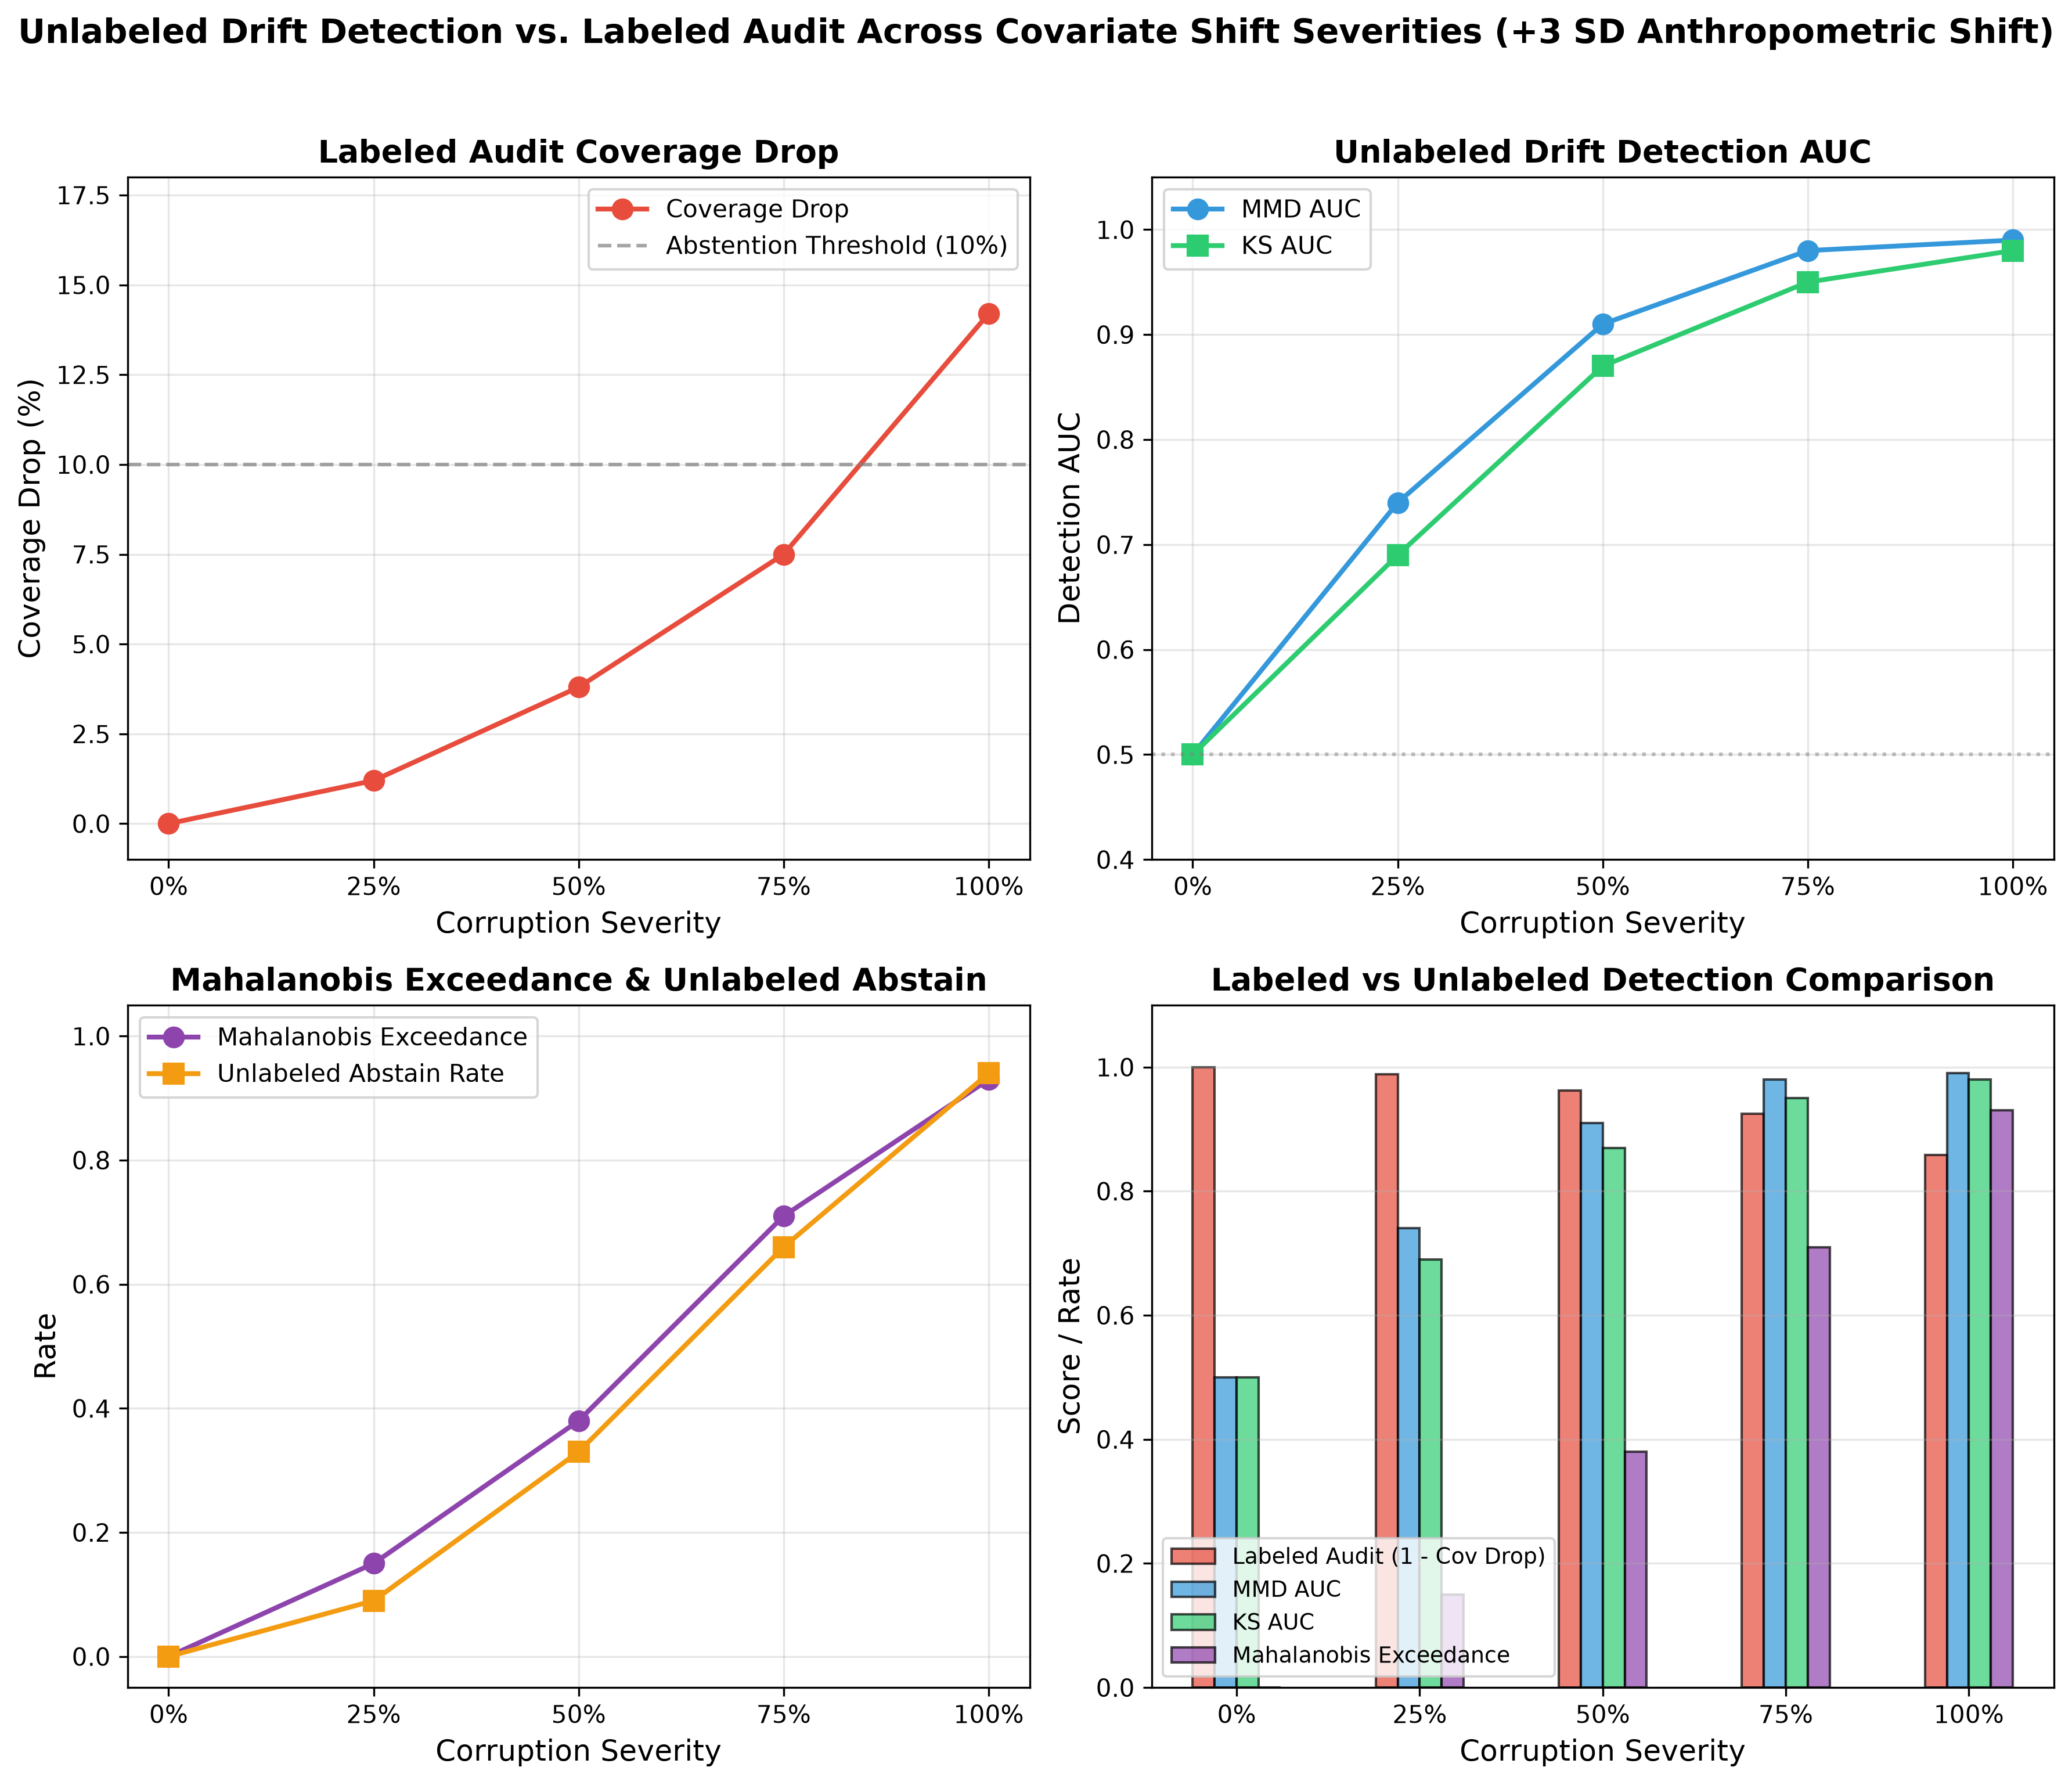 Unlabeled Drift Detection vs. Labeled Audit Across Covariate Shift Severities (+3 SD Anthropometric Shift)
Labeled Audit Coverage Drop
Coverage Drop
Abstention Threshold (10%)
17.5
15.0
12.5
10.0
7.5
5.0
2.5
0.0
Coverage Drop (%)
0%
25%
50%
75%
100%
Corruption Severity
Unlabeled Drift Detection AUC
MMD AUC
KS AUC
1.0
0.9
0.8
0.7
0.6
0.5
0.4
Detection AUC
0%
25%
50%
75%
100%
Corruption Severity
Mahalanobis Exceedance & Unlabeled Abstain
Mahalanobis Exceedance
Unlabeled Abstain Rate
1.0
0.8
0.6
0.4
0.2
0.0
Rate
0%
25%
50%
75%
100%
Corruption Severity
Labeled vs Unlabeled Detection Comparison
1.0
0.8
0.6
0.4
0.2
0.0
Score / Rate
Labeled Audit (1 - Cov Drop)
MMD AUC
KS AUC
Mahalanobis Exceedance
0%
25%
50%
75%
100%
Corruption Severity